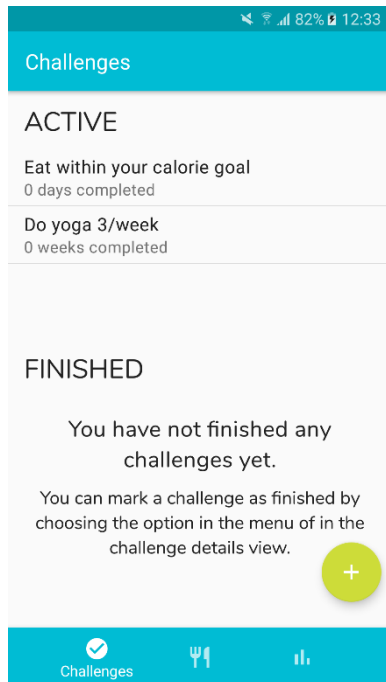 82% 12:33
Challenges
ACTIVE
Eat within your calorie goal
0 days completed
Do yoga 3/week
0 weeks completed
FINISHED
You have not finished any
challenges yet.
You can mark a challenge as finished by
choosing the option in the menu of in the
challenge details view.
+
Challenges